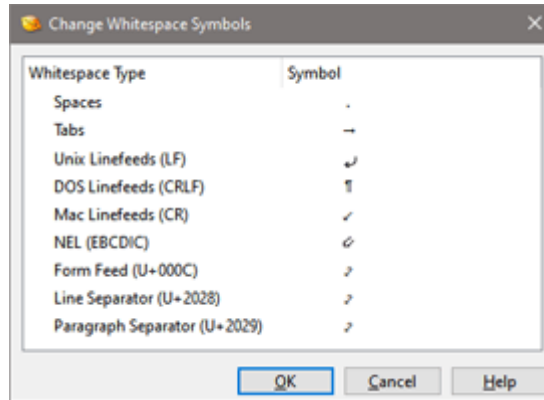 Change Whitespace Symbols
Whitespace Type Symbol
Spaces .
Tabs →
Unix Linefeeds (LF)
DOS Linefeeds (CRLF) ¶
Mac Linefeeds (CR)
NEL (EBCDIC)
Form Feed (U+000C)
Line Separator (U+2028)
Paragraph Separator (U+2029)
OK Cancel Help